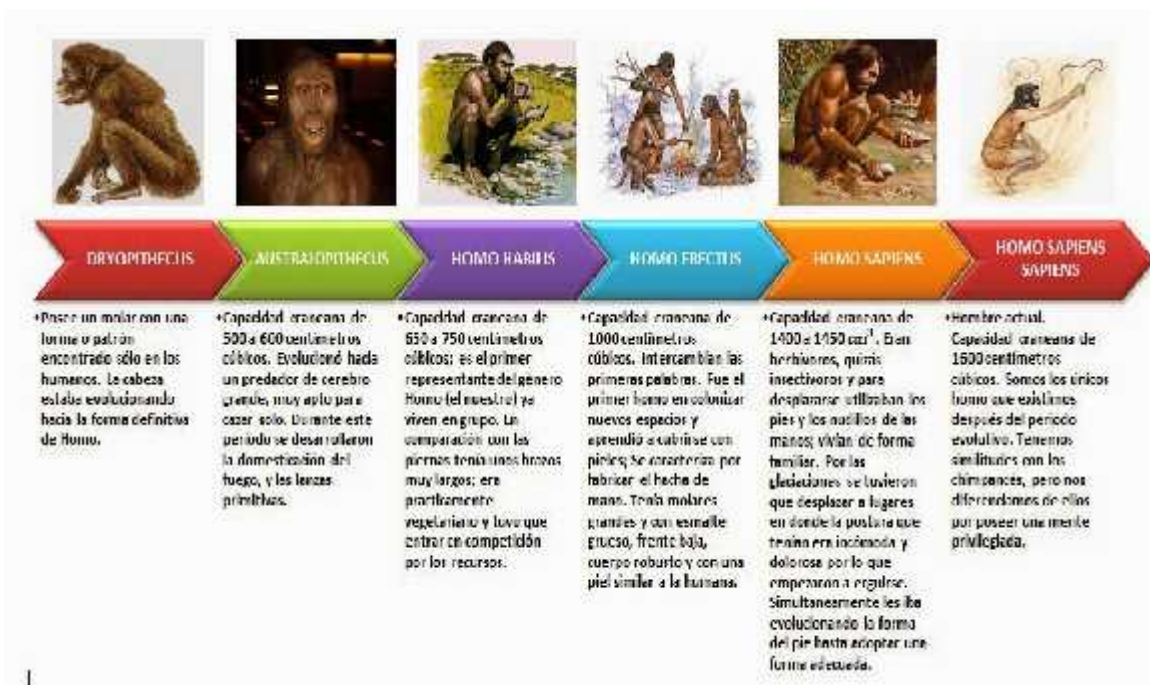 DRYOPITHECUS
AUSTRALOPITHECUS
HOMO HABILIS
HOMO ERECTUS
HOMO SAPIENS
HOMO SAPIENS
SAPIENS
•Posee un molar con una
forma o patrón
encontrado sólo en los
humanos. La cabeza
estaba evolucionando
hacia la forma definitiva
de Homo.
•Capacidad craneana de
500 a 600 centímetros
cúbicos. Evolucionó hacia
un predador de cerebro
grande, muy apto para
cazar solo. Durante este
período se desarrollaron
la domesticación del
fuego, y las lanzas
primitivas.
•Capacidad craneana de
650 a 750 centímetros
cúbicos; es el primer
representante del género
Homo (el nuestro) ya
viven en grupo. En
comparación con las
piernas tenía unos brazos
muy largos; era
practicamente
vegetariano y tuvo que
entrar en competición
por los recursos.
•Capacidad craneana de
1000 centímetros
cúbicos. Intercambian las
primeras palabras. Fue el
primer homo en colonizar
nuevos espacios y
aprendió a cubrirse con
pieles; Se caracteriza por
fabricar el hacha de
mano. Tenía molares
grandes y con esmalte
grueso, frente baja,
cuerpo robusto y con una
piel similar a la humana.
•Capacidad craneana de
1400 a 1450 cm³. Eran
herbívoros, quizás
insectívoros y para
desplazarse utilizaban los
pies y los nudillos de las
manos; vivían de forma
familiar. Por las
glaciaciones se tuvieron
que desplazar a lugares
en donde la postura que
tenían era incómoda y
dolorosa por lo que
empezaron a erguirse.
Simultaneamente les iba
evolucionando la forma
del pie hasta adoptar una
forma adecuada.
•Hombre actual.
Capacidad craneana de
1600 centímetros
cúbicos. Somos los únicos
homo que existimos
después del periodo
evolutivo. Tenemos
similitudes con los
chimpancés, pero nos
diferenciamos de ellos
por poseer una mente
privilegiada.